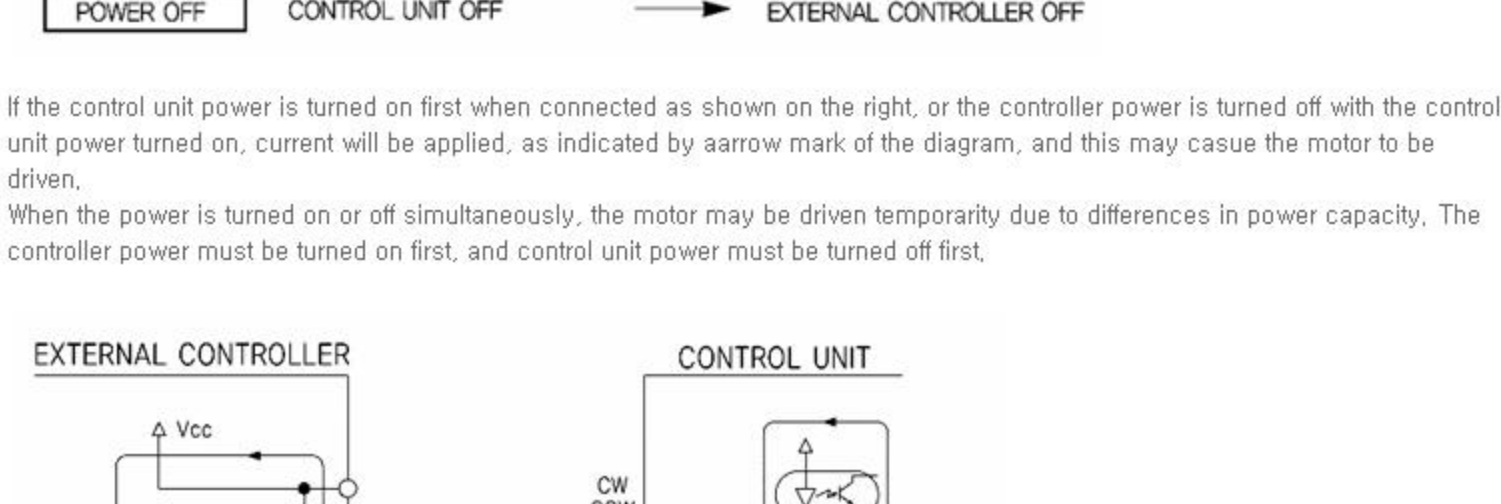 POWER OFF CONTROL UNIT OFF EXTERNAL CONTROLLER OFF
If the control unit power is turned on first when connected as shown on the right, or the controller power is turned off with the control
unit power turned on, current will be applied, as indicated by aarrow mark of the diagram, and this may casue the motor to be
driven.
When the power is turned on or off simultaneously, the motor may be driven temporarity due to differences in power capacity. The
controller power must be turned on first, and control unit power must be turned off first.
EXTERNAL CONTROLLER CONTROL UNIT
Vcc
CW